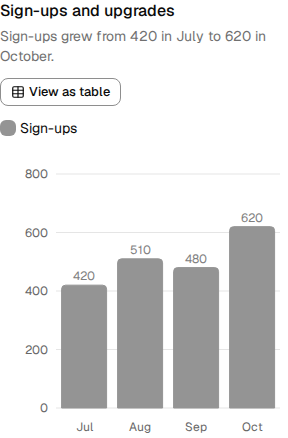 Sign-ups and upgrades
Sign-ups grew from 420 in July to 620 in
October.
View as table
Sign-ups
800
600
400
200
0
420
510
480
620
Jul Aug Sep Oct